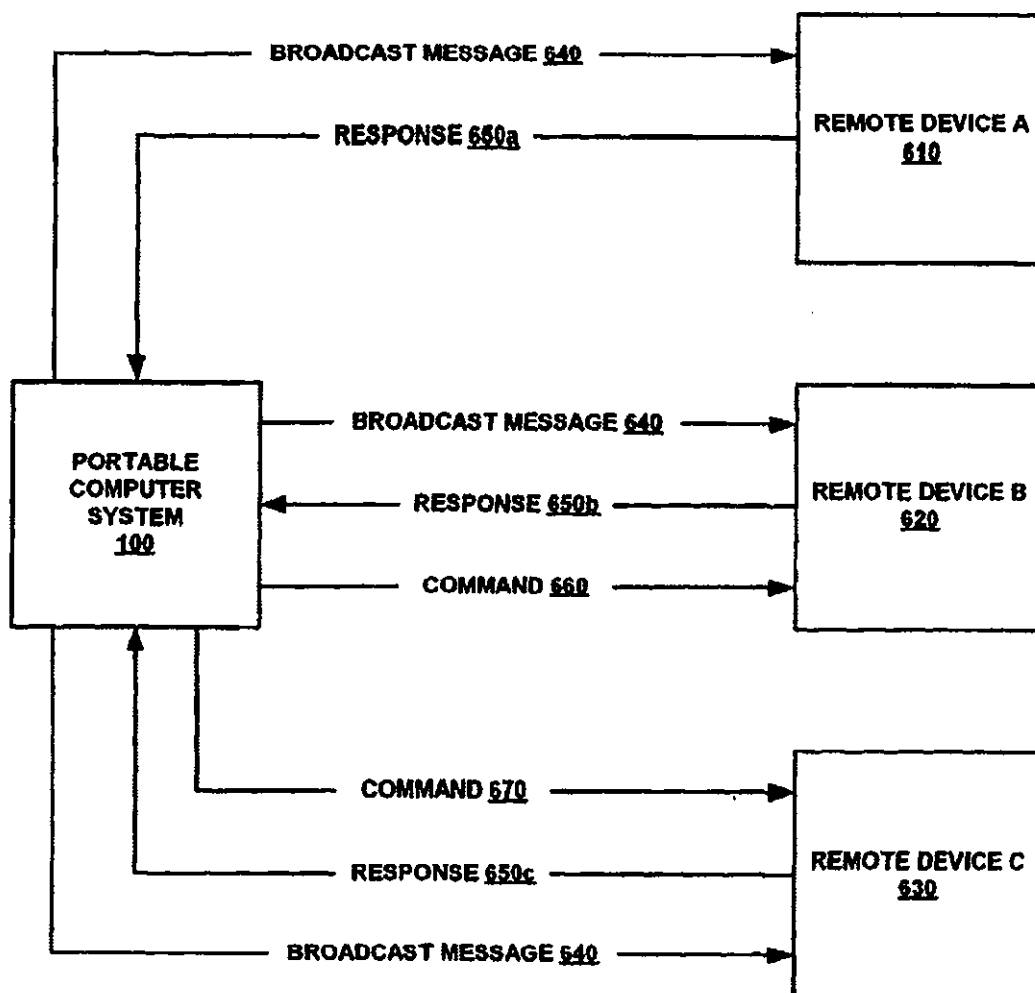 BROADCAST MESSAGE 640
REMOTE DEVICE A
610
RESPONSE 650a
PORTABLE
COMPUTER
SYSTEM
100
BROADCAST MESSAGE 640
RESPONSE 650b
COMMAND 660
REMOTE DEVICE B
620
COMMAND 670
RESPONSE 650c
BROADCAST MESSAGE 640
REMOTE DEVICE C
630